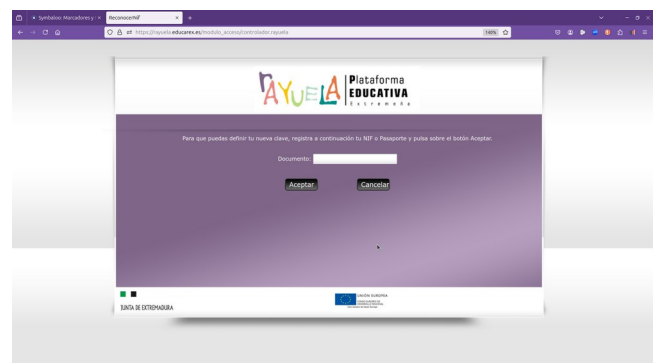 Symbaloo: Marcadores y
ReconocerNif
https://rayuela.educarex.es/modulo_acceso/controlador.rayuela
140%
RAYUELA
Plataforma
EDUCATIVA
Extremeña
Para que puedas definir tu nueva clave, registra a continuación tu NIF o Pasaporte y pulsa sobre el botón Aceptar.
Documento:
Aceptar
Cancelar
JUNTA DE EXTREMADURA
UNIÓN EUROPEA